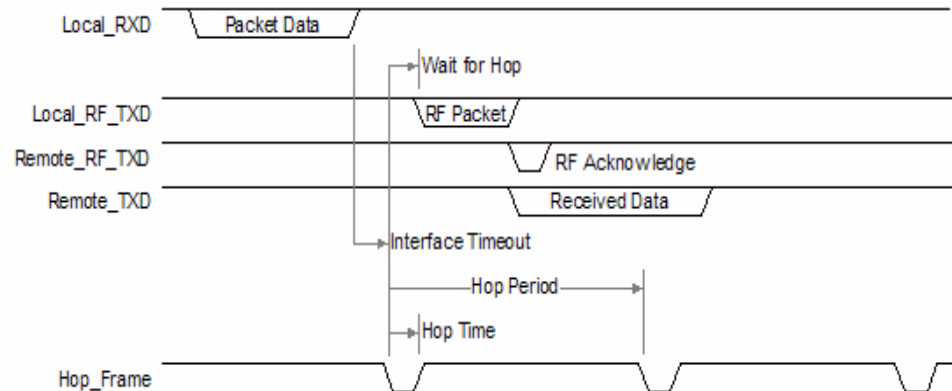 Local_RXD
Packet Data
Wait for Hop
Local_RF_TXD
RF Packet
Remote_RF_TXD
RF Acknowledge
Remote_TXD
Received Data
Interface Timeout
Hop Period
Hop Time
Hop_Frame